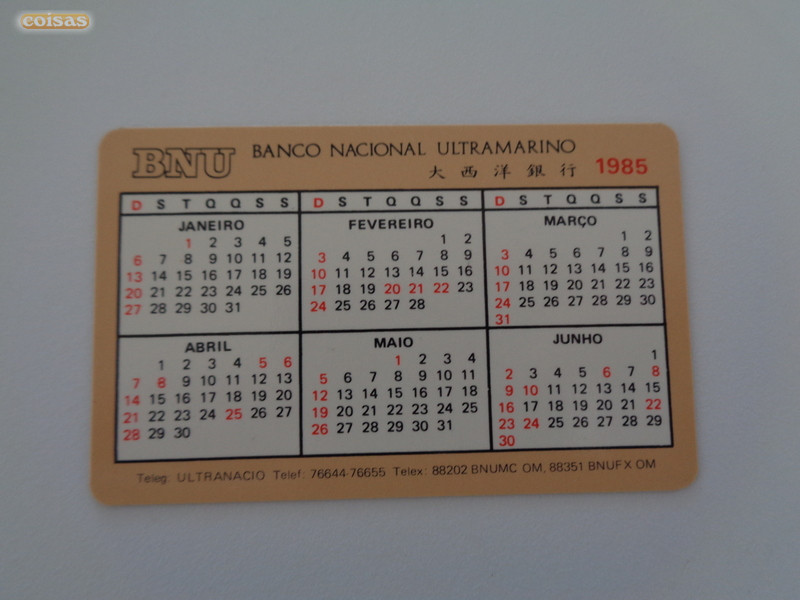 coisas
BNU BANCO NACIONAL ULTRAMARINO
大西洋銀行 1985
D S T Q Q S S D S T Q Q S S D S T Q Q S S
JANEIRO
1 2 3 4 5
6 7 8 9 10 11 12
13 14 15 16 17 18 19
20 21 22 23 24 25 26
27 28 29 30 31
FEVEREIRO
1 2
3 4 5 6 7 8 9
10 11 12 13 14 15 16
17 18 19 20 21 22 23
24 25 26 27 28
MARÇO
1 2
3 4 5 6 7 8 9
10 11 12 13 14 15 16
17 18 19 20 21 22 23
24 25 26 27 28 29 30
31
ABRIL
1 2 3 4 5 6
7 8 9 10 11 12 13
14 15 16 17 18 19 20
21 22 23 24 25 26 27
28 29 30
MAIO
1 2 3 4
5 6 7 8 9 10 11
12 13 14 15 16 17 18
19 20 21 22 23 24 25
26 27 28 29 30 31
JUNHO
1
2 3 4 5 6 7 8
9 10 11 12 13 14 15
16 17 18 19 20 21 22
23 24 25 26 27 28 29
30
Teleg: ULTRANACIO Telef: 76644-76655 Telex: 88202 BNUMC OM, 88351 BNUFX OM